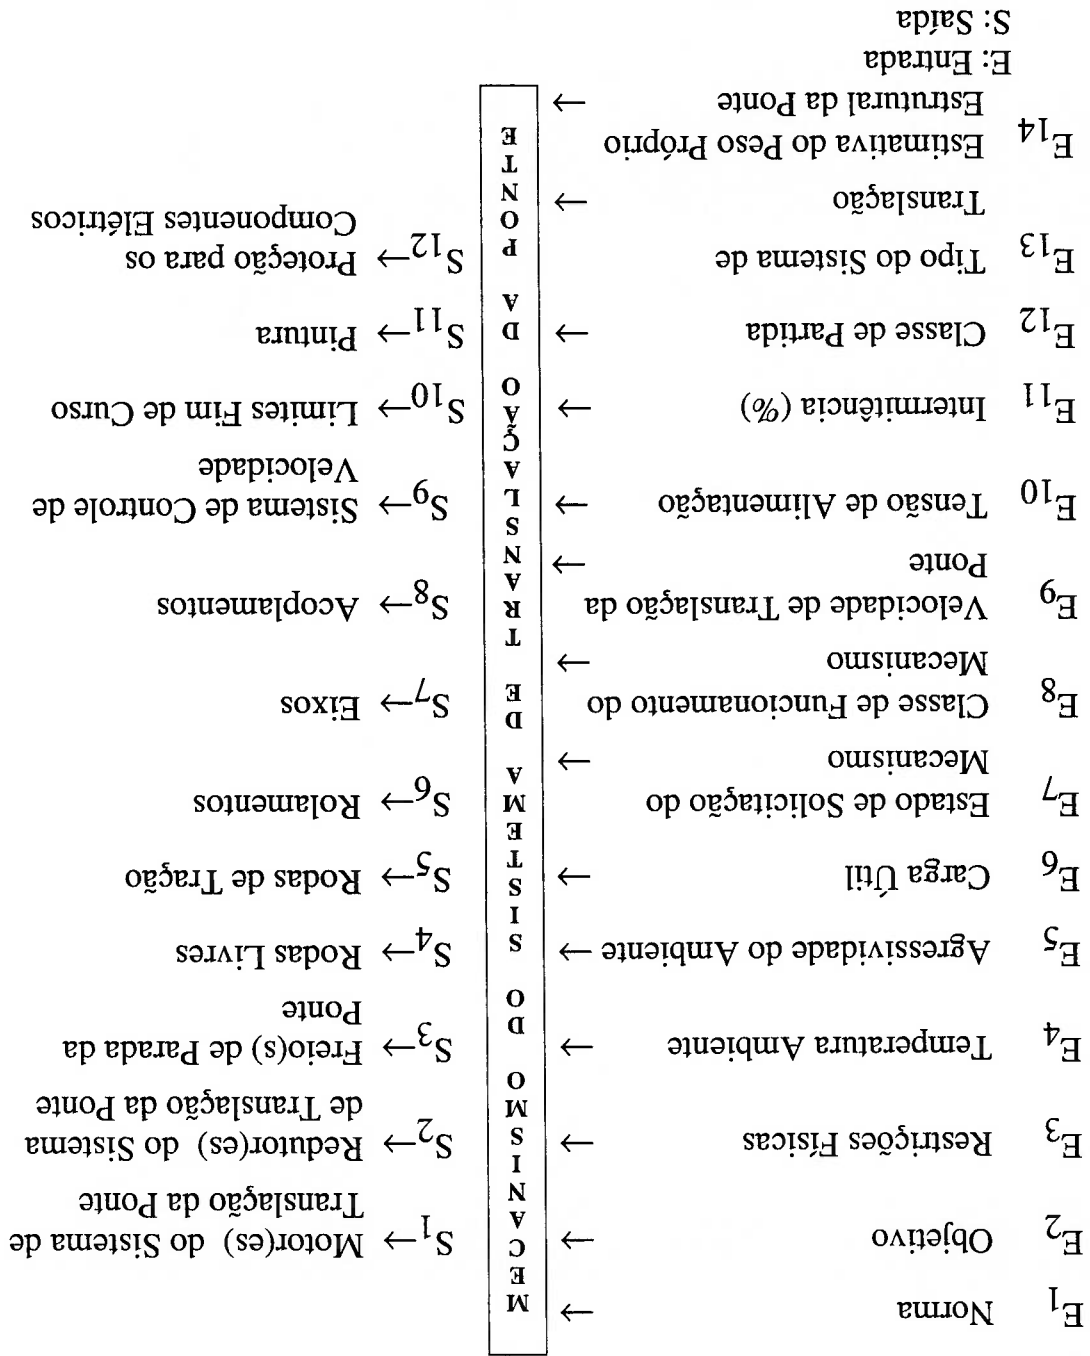 E1 Norma →
E2 Objetivo →
E3 Restrições Físicas →
E4 Temperatura Ambiente →
E5 Agressividade do Ambiente →
E6 Carga Útil →
E7 Estado de Solicitação do
Mecanismo →
E8 Classe de Funcionamento do
Mecanismo →
E9 Velocidade de Translação da
Ponte →
E10 Tensão de Alimentação →
E11 Intermitência (%) →
E12 Classe de Partida →
E13 Tipo do Sistema de
Translação →
E14 Estimativa do Peso Próprio
Estrutural da Ponte →
E: Entrada
S: Saída
MECANISMO DO SISTEMA DE TRANSLAÇÃO DA PONTE
S1→ Motor(es) do Sistema de
Translação da Ponte
S2→ Redutor(es) do Sistema
de Translação da Ponte
S3→ Freio(s) de Parada da
Ponte
S4→ Rodas Livres
S5→ Rodas de Tração
S6→ Rolamentos
S7→ Eixos
S8→ Acoplamentos
S9→ Sistema de Controle de
Velocidade
S10→ Limites Fim de Curso
S11→ Pintura
S12→ Proteção para os
Componentes Elétricos